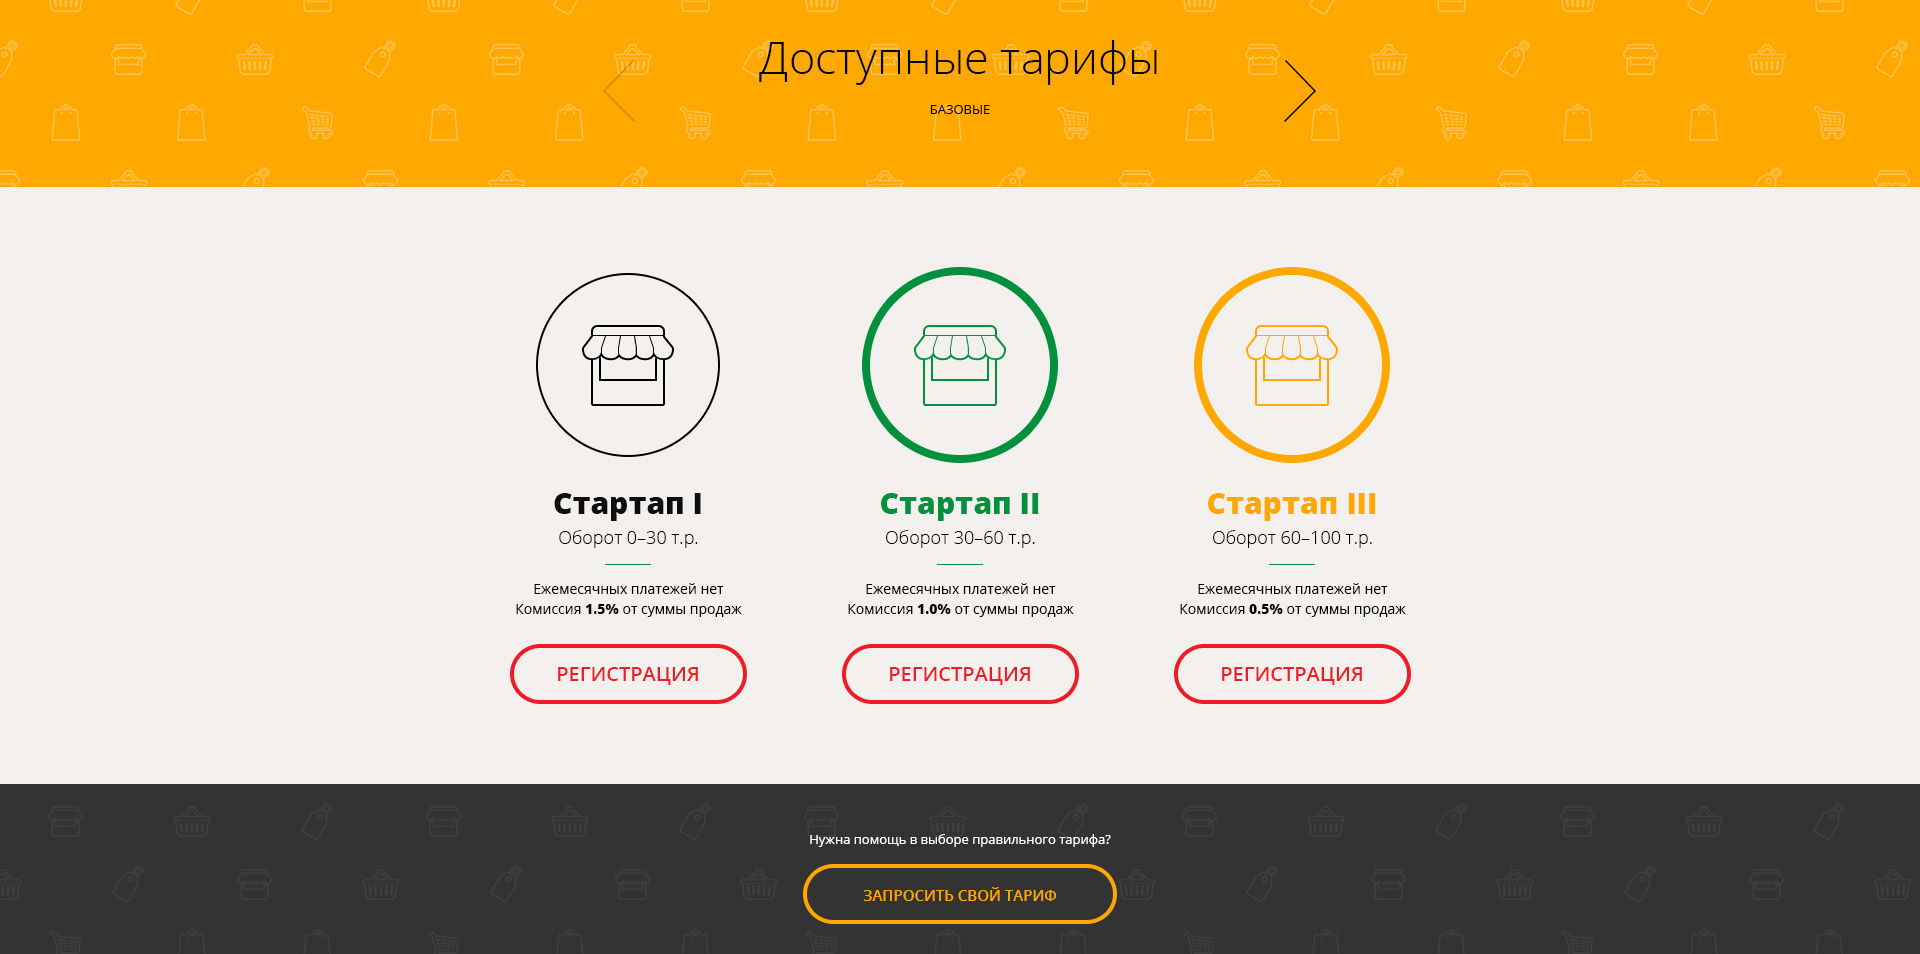 Доступные тарифы
БАЗОВЫЕ
Стартап I
Оборот 0–30 т.р.
Ежемесячных платежей нет
Комиссия 1.5% от суммы продаж
РЕГИСТРАЦИЯ
Стартап II
Оборот 30–60 т.р.
Ежемесячных платежей нет
Комиссия 1.0% от суммы продаж
РЕГИСТРАЦИЯ
Стартап III
Оборот 60–100 т.р.
Ежемесячных платежей нет
Комиссия 0.5% от суммы продаж
РЕГИСТРАЦИЯ
Нужна помощь в выборе правильного тарифа?
ЗАПРОСИТЬ СВОЙ ТАРИФ